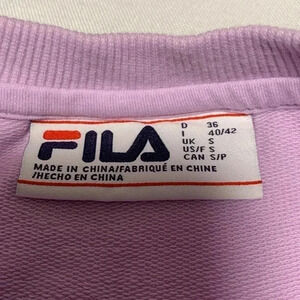 FILA
D 36
I 40/42
UK S
US/F S
CAN S/P
MADE IN CHINA/FABRIQUÉ EN CHINE
/HECHO EN CHINA